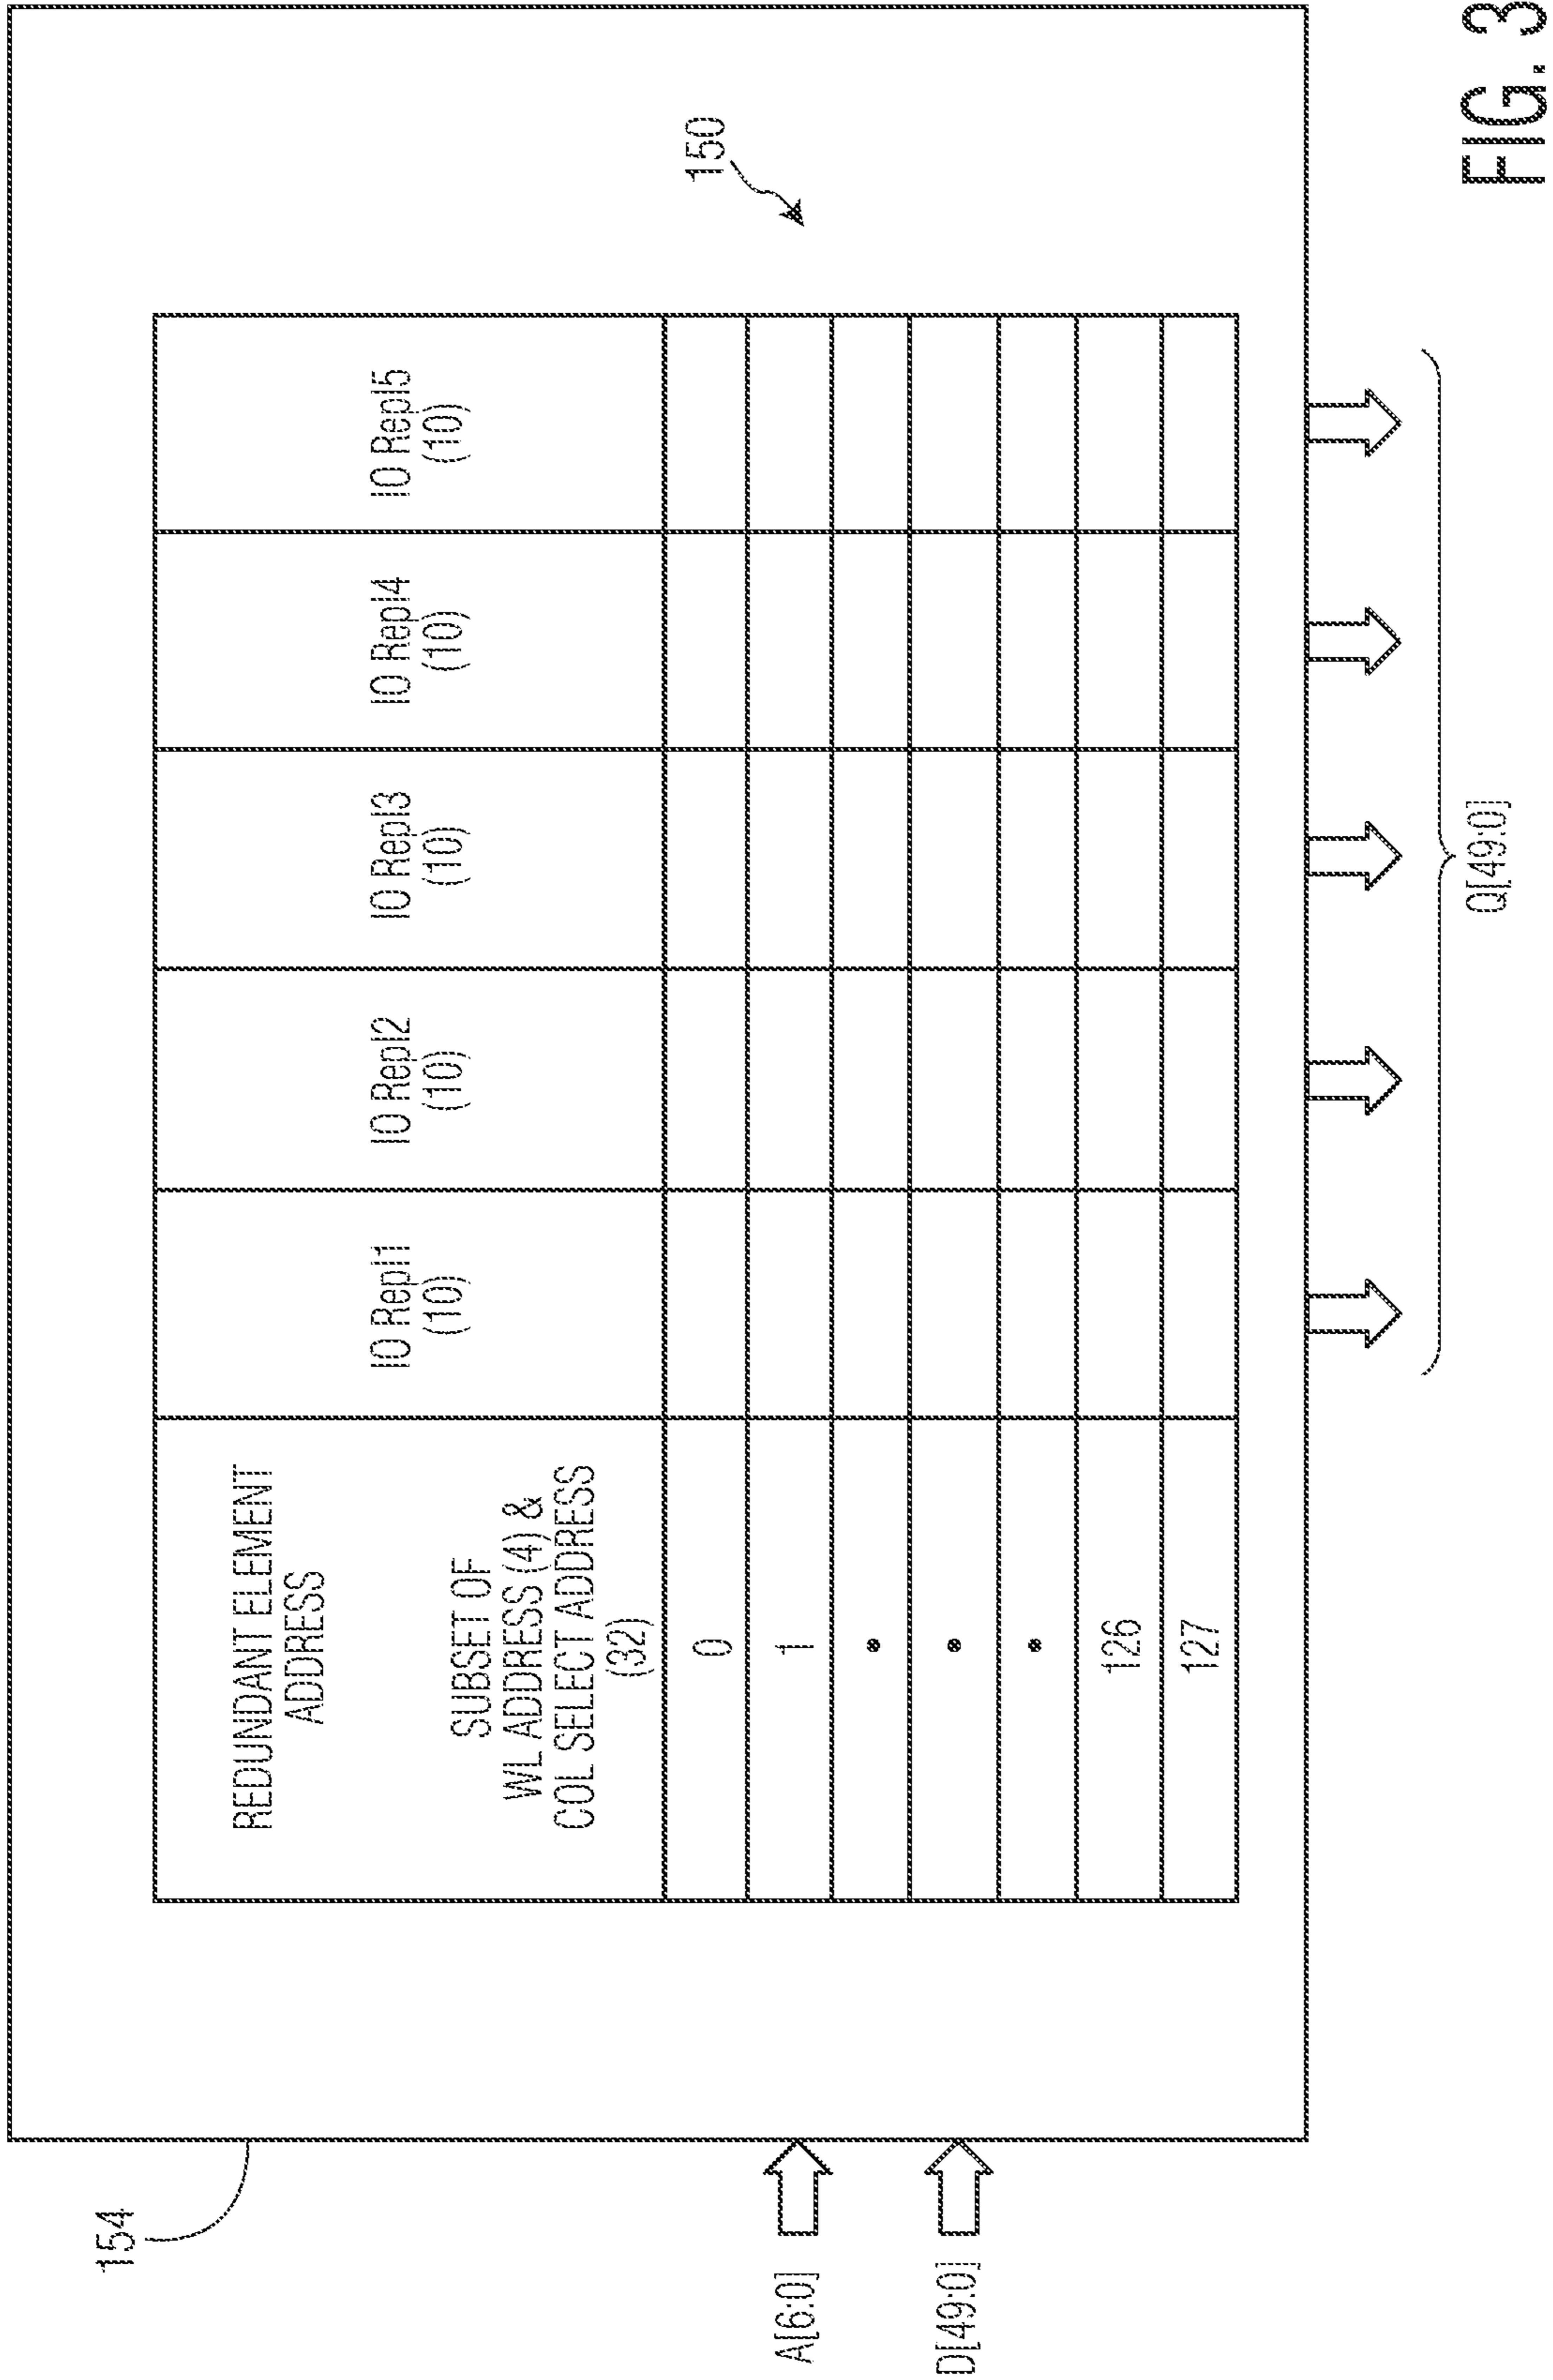 154
REDUNDANT ELEMENT
ADDRESS
SUBSET OF
WL ADDRESS (4) &
COL SELECT ADDRESS
(32)
IO Repl1
(10)
IO Repl2
(10)
IO Repl3
(10)
IO Repl4
(10)
IO Repl5
(10)
0
1
126
127
150
A[6:0]
D[49:0]
Q[49:0]
FIG. 3